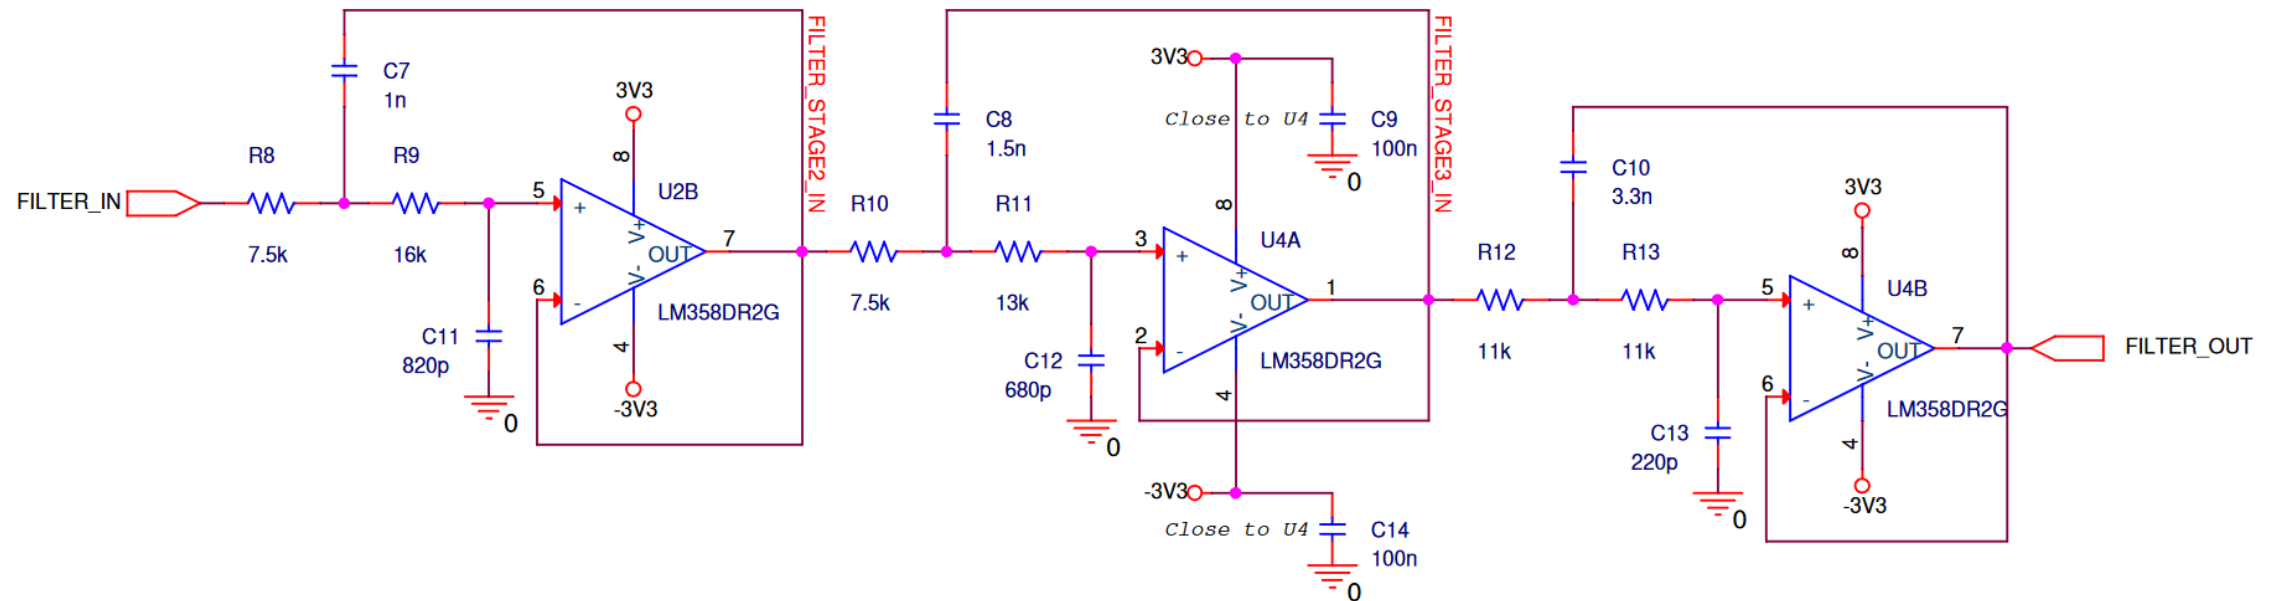 FILTER_IN
R8
7.5k
C7
1n
R9
16k
C11
820p
0
5
+
6
-
3V3
8
V+
U2B
OUT
7
V-
LM358DR2G
4
-3V3
FILTER_STAGE2_IN
R10
7.5k
C8
1.5n
R11
13k
C12
680p
0
3V3
Close to U4
C9
100n
0
8
3
+
2
-
V+
U4A
OUT
1
V-
LM358DR2G
4
-3V3
Close to U4
C14
100n
0
FILTER_STAGE3_IN
R12
11k
C10
3.3n
R13
11k
C13
220p
0
3V3
8
5
+
6
-
V+
U4B
OUT
7
V-
LM358DR2G
4
-3V3
FILTER_OUT